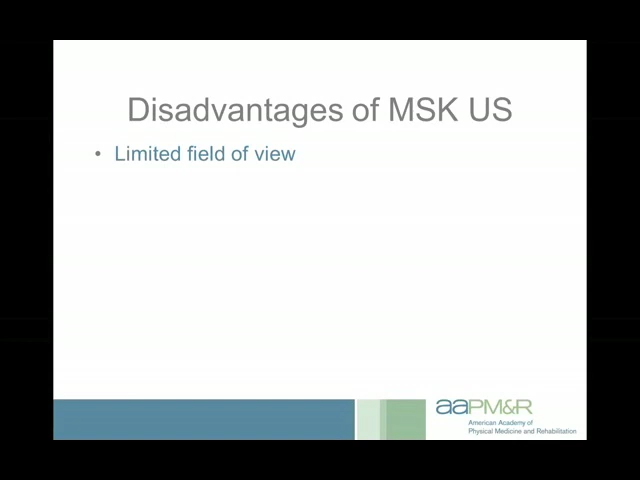 Disadvantages of MSK US
• Limited field of view
aaPM&R
American Academy of
Physical Medicine and Rehabilitation